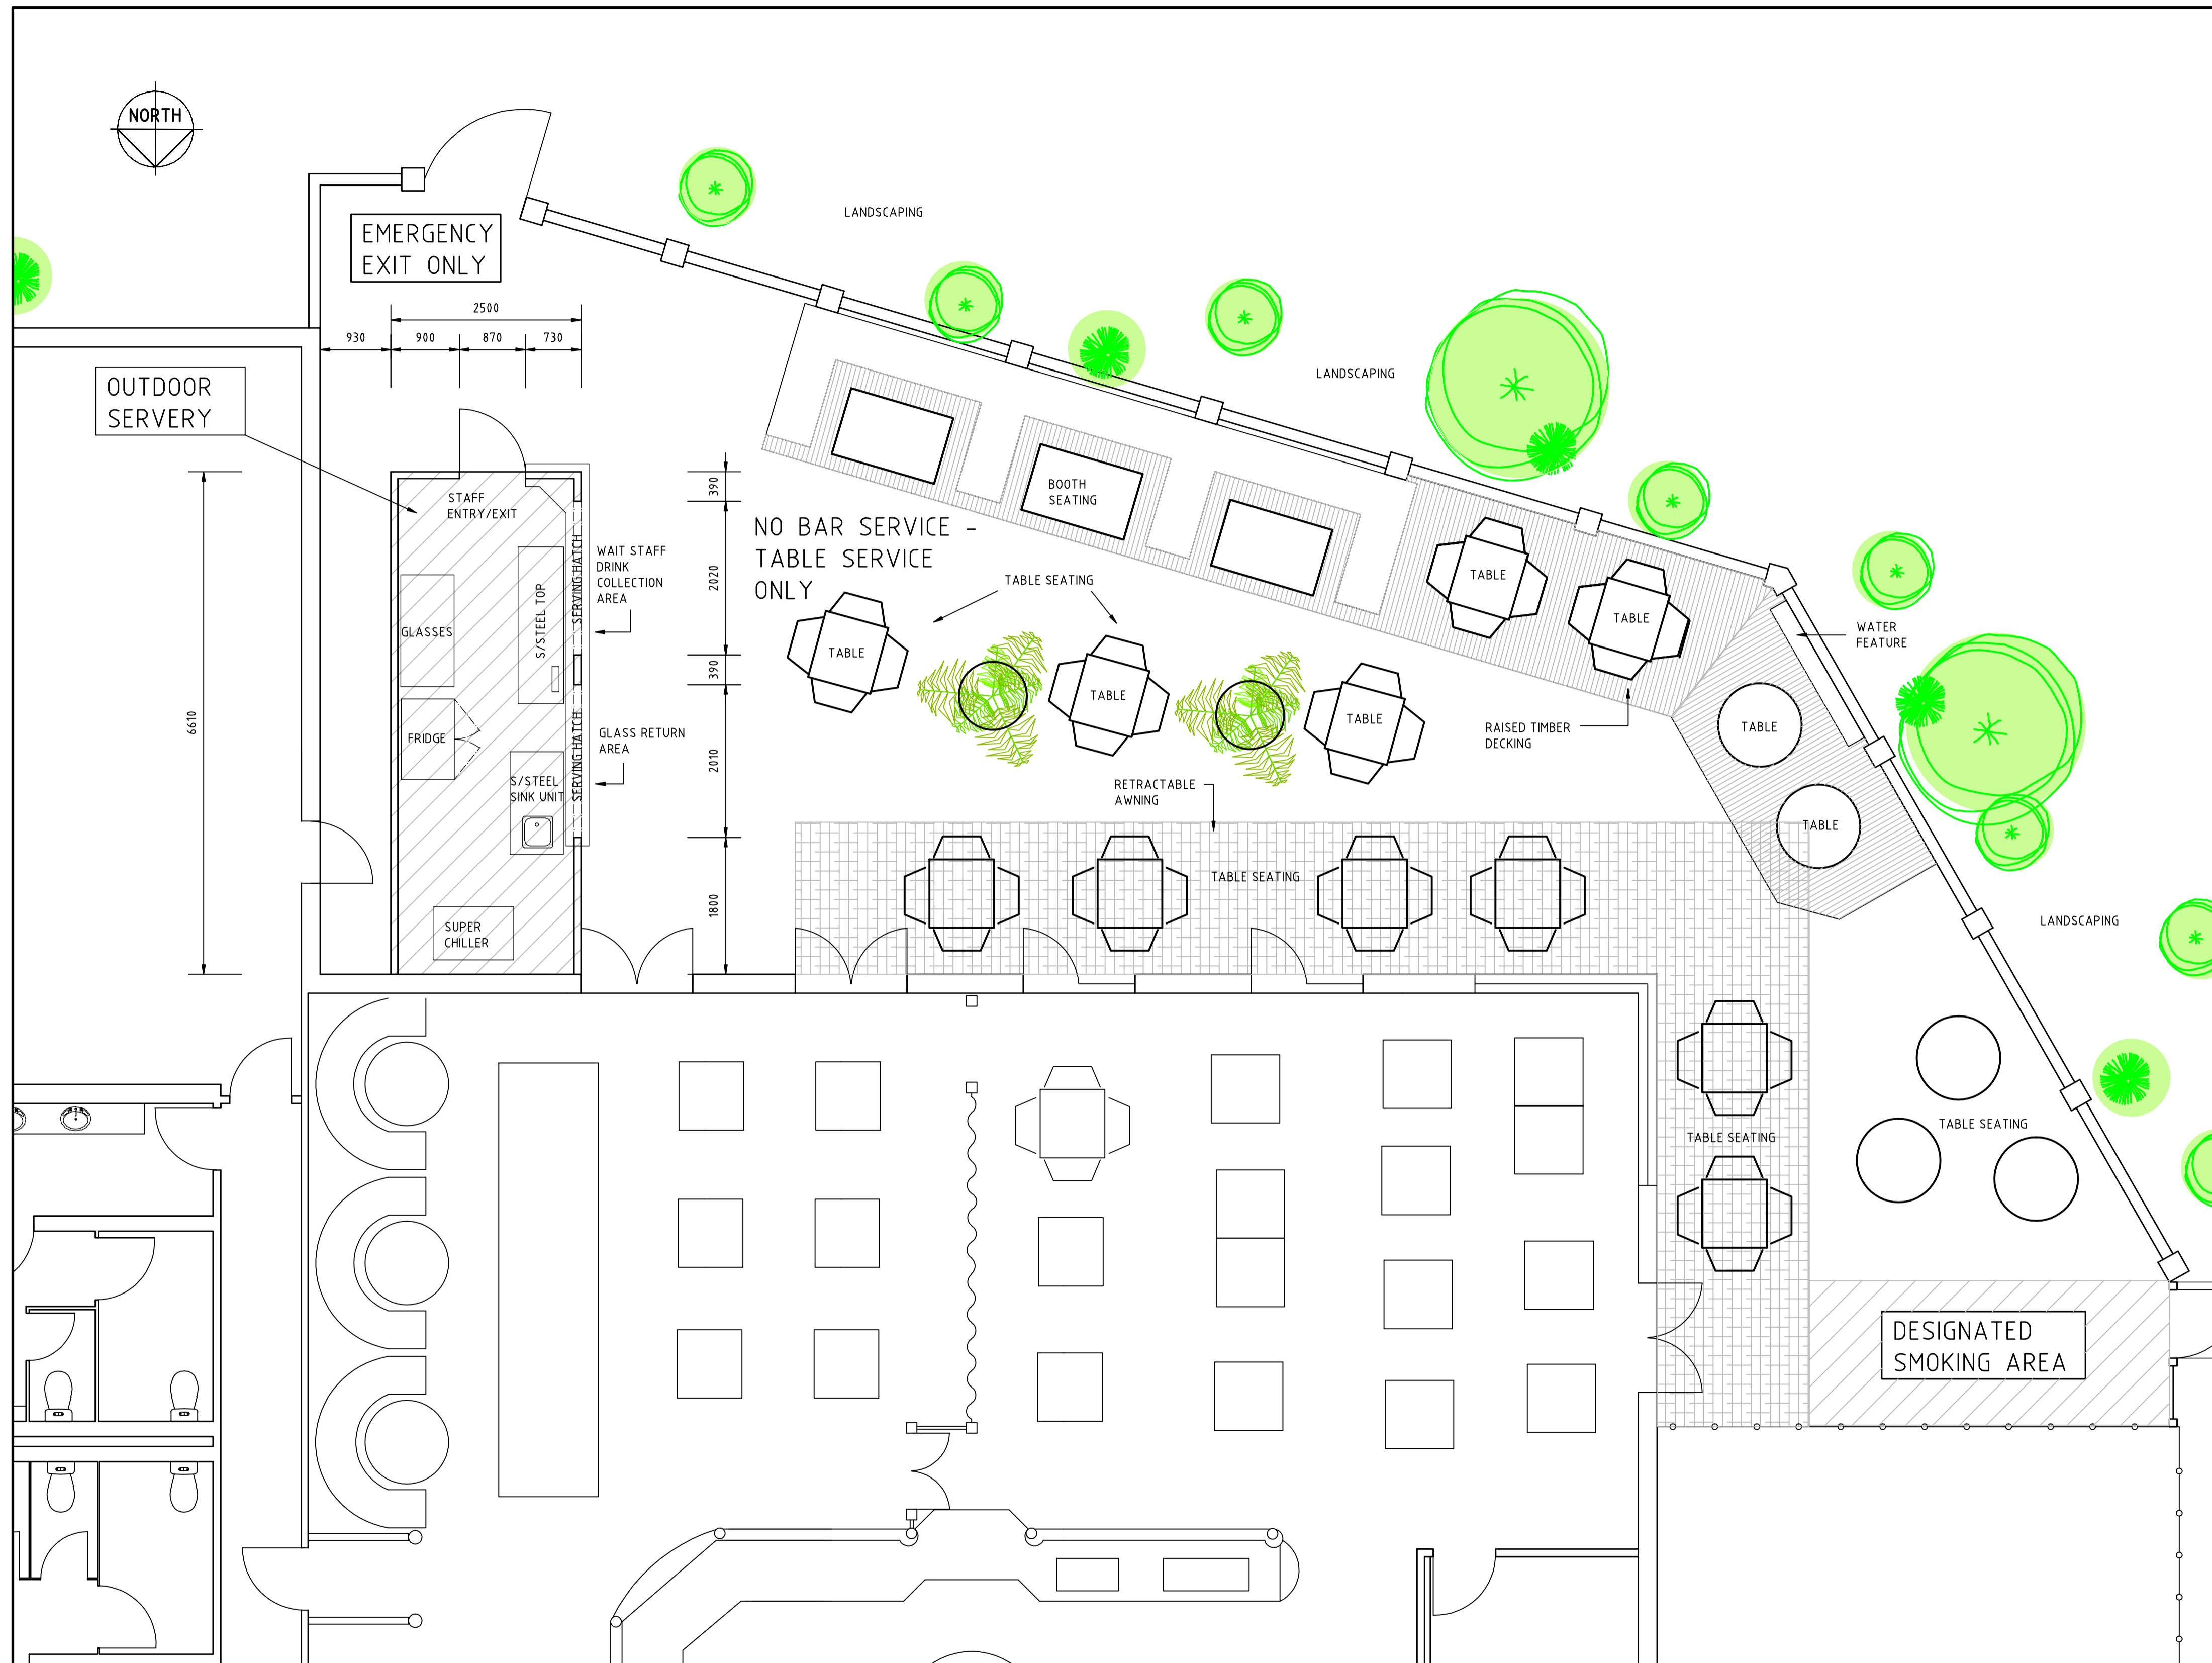 NORTH
LANDSCAPING
EMERGENCY
EXIT ONLY
2500
930
900
870
730
LANDSCAPING
OUTDOOR
SERVERY
STAFF
ENTRY/EXIT
390
BOOTH
SEATING
NO BAR SERVICE -
TABLE SERVICE
ONLY
WAIT STAFF
DRINK
COLLECTION
AREA
SERVING HATCH
S/STEEL TOP
2020
TABLE SEATING
TABLE
TABLE
GLASSES
TABLE
TABLE
TABLE
WATER
FEATURE
390
6610
FRIDGE
GLASS RETURN
AREA
SERVING HATCH
2010
RAISED TIMBER
DECKING
TABLE
S/STEEL
SINK UNIT
RETRACTABLE
AWNING
TABLE
TABLE SEATING
1800
SUPER
CHILLER
LANDSCAPING
TABLE SEATING
TABLE SEATING
DESIGNATED
SMOKING AREA